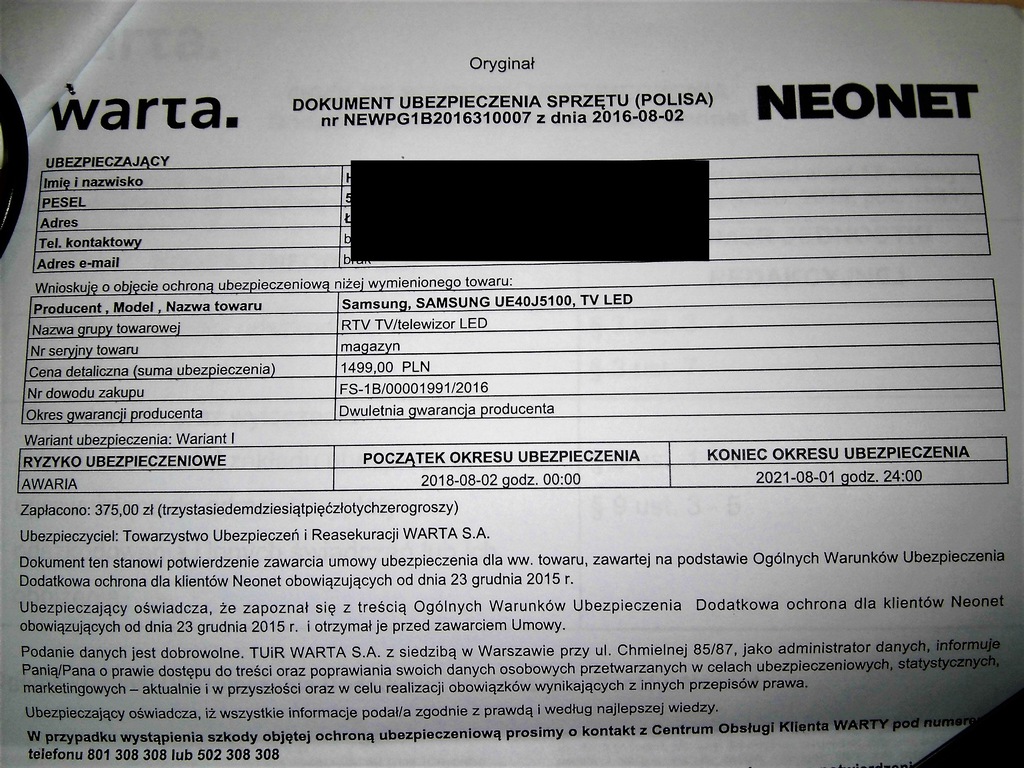 Oryginał
warta.
DOKUMENT UBEZPIECZENIA SPRZĘTU (POLISA)
nr NEWPG1B2016310007 z dnia 2016-08-02
NEONET
UBEZPIECZAJĄCY
Imię i nazwisko H
PESEL 5
Adres Ł
Tel. kontaktowy b
Adres e-mail brak
Wnioskuję o objęcie ochroną ubezpieczeniową niżej wymienionego towaru:
Producent , Model , Nazwa towaru Samsung, SAMSUNG UE40J5100, TV LED
Nazwa grupy towarowej RTV TV/telewizor LED
Nr seryjny towaru magazyn
Cena detaliczna (suma ubezpieczenia) 1499,00 PLN
Nr dowodu zakupu FS-1B/00001991/2016
Okres gwarancji producenta Dwuletnia gwarancja producenta
Wariant ubezpieczenia: Wariant I
RYZYKO UBEZPIECZENIOWE POCZĄTEK OKRESU UBEZPIECZENIA KONIEC OKRESU UBEZPIECZENIA
AWARIA 2018-08-02 godz. 00:00 2021-08-01 godz. 24:00
Zapłacono: 375,00 zł (trzystasiedemdziesiątpięćzłotychzerogroszy)
§ 9 ust. 3 - 5
Ubezpieczyciel: Towarzystwo Ubezpieczeń i Reasekuracji WARTA S.A.
Dokument ten stanowi potwierdzenie zawarcia umowy ubezpieczenia dla ww. towaru, zawartej na podstawie Ogólnych Warunków Ubezpieczenia
Dodatkowa ochrona dla klientów Neonet obowiązujących od dnia 23 grudnia 2015 r.
Ubezpieczający oświadcza, że zapoznał się z treścią Ogólnych Warunków Ubezpieczenia Dodatkowa ochrona dla klientów Neonet
obowiązujących od dnia 23 grudnia 2015 r. i otrzymał je przed zawarciem Umowy.
Podanie danych jest dobrowolne. TUiR WARTA S.A. z siedzibą w Warszawie przy ul. Chmielnej 85/87, jako administrator danych, informuje
Panią/Pana o prawie dostępu do treści oraz poprawiania swoich danych osobowych przetwarzanych w celach ubezpieczeniowych, statystycznych,
marketingowych – aktualnie i w przyszłości oraz w celu realizacji obowiązków wynikających z innych przepisów prawa.
Ubezpieczający oświadcza, iż wszystkie informacje podał/a zgodnie z prawdą i według najlepszej wiedzy.
W przypadku wystąpienia szkody objętej ochroną ubezpieczeniową prosimy o kontakt z Centrum Obsługi Klienta WARTY pod numerem
telefonu 801 308 308 lub 502 308 308